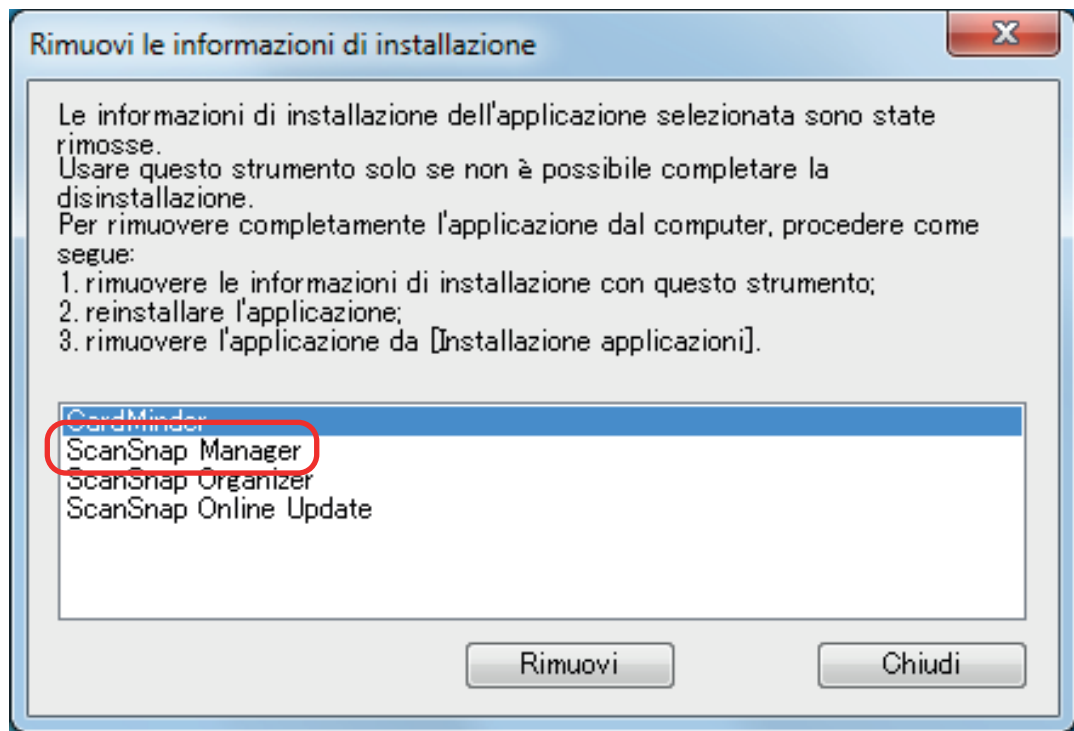 Rimuovi le informazioni di installazione
Le informazioni di installazione dell'applicazione selezionata sono state
rimosse.
Usare questo strumento solo se non è possibile completare la
disinstallazione.
Per rimuovere completamente l'applicazione dal computer, procedere come
segue:
1. rimuovere le informazioni di installazione con questo strumento;
2. reinstallare l'applicazione;
3. rimuovere l'applicazione da [Installazione applicazioni].
CardMinder
ScanSnap Manager
ScanSnap Organizer
ScanSnap Online Update
Rimuovi
Chiudi